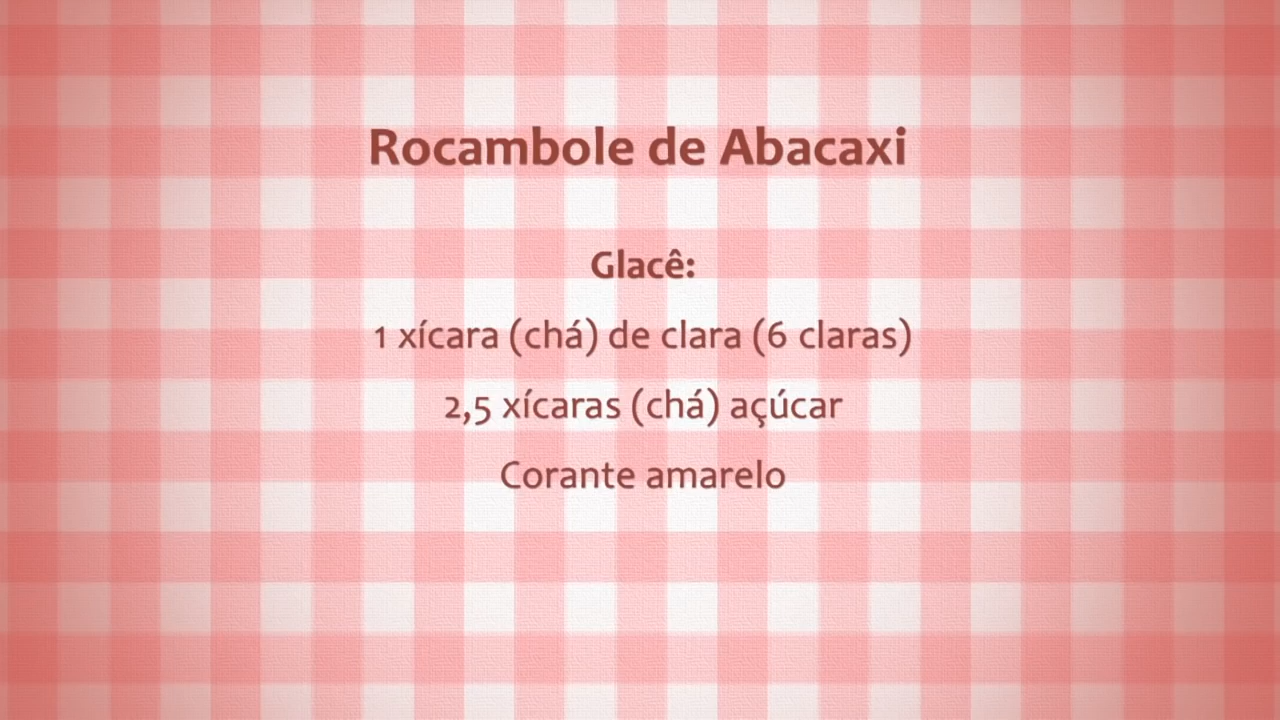 Rocambole de Abacaxi
Glacê:
1 xícara (chá) de clara (6 claras)
2,5 xícaras (chá) açúcar
Corante amarelo